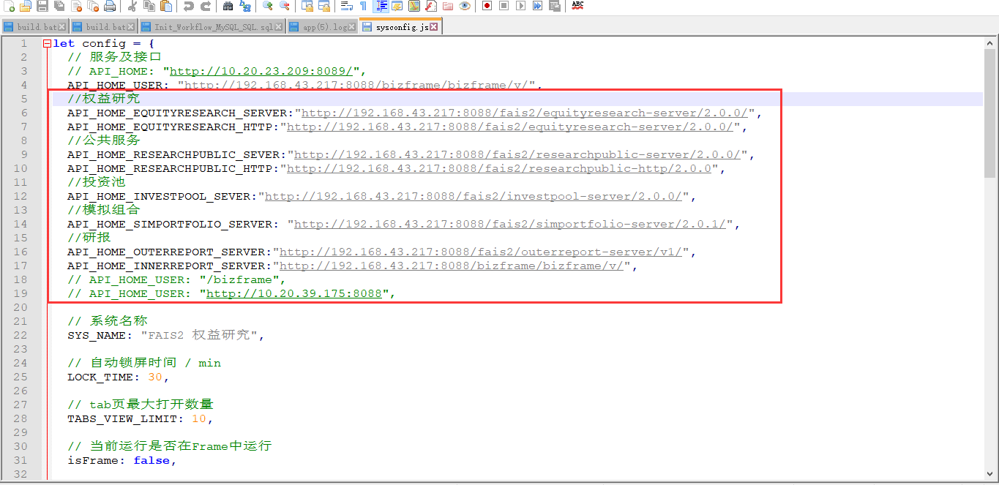 ABC
build.bat
build.bat
Init_Workflow_MySQL_SQL.sql
app(5).log
sysconfig.js
1 let config = {
2 // 服务及接口
3 // API_HOME: "http://10.20.23.209:8089/",
4 API_HOME_USER: "http://192.168.43.217:8088/bizframe/bizframe/v/",
5 //权益研究
6 API_HOME_EQUITYRESEARCH_SERVER:"http://192.168.43.217:8088/fais2/equityresearch-server/2.0.0/",
7 API_HOME_EQUITYRESEARCH_HTTP:"http://192.168.43.217:8088/fais2/equityresearch-server/2.0.0/",
8 //公共服务
9 API_HOME_RESEARCHPUBLIC_SEVER:"http://192.168.43.217:8088/fais2/researchpublic-server/2.0.0/",
10 API_HOME_RESEARCHPUBLIC_HTTP:"http://192.168.43.217:8088/fais2/researchpublic-http/2.0.0",
11 //投资池
12 API_HOME_INVESTPOOL_SEVER:"http://192.168.43.217:8088/fais2/investpool-server/2.0.0/",
13 //模拟组合
14 API_HOME_SIMPORTFOLIO_SERVER: "http://192.168.43.217:8088/fais2/simportfolio-server/2.0.1/",
15 //研报
16 API_HOME_OUTERREPORT_SERVER:"http://192.168.43.217:8088/fais2/outerreport-server/v1/",
17 API_HOME_INNERREPORT_SERVER:"http://192.168.43.217:8088/bizframe/bizframe/v/",
18 // API_HOME_USER: "/bizframe",
19 // API_HOME_USER: "http://10.20.39.175:8088",
20
21 // 系统名称
22 SYS_NAME: "FAIS2 权益研究",
23
24 // 自动锁屏时间 / min
25 LOCK_TIME: 30,
26
27 // tab页最大打开数量
28 TABS_VIEW_LIMIT: 10,
29
30 // 当前运行是否在Frame中运行
31 isFrame: false,
32